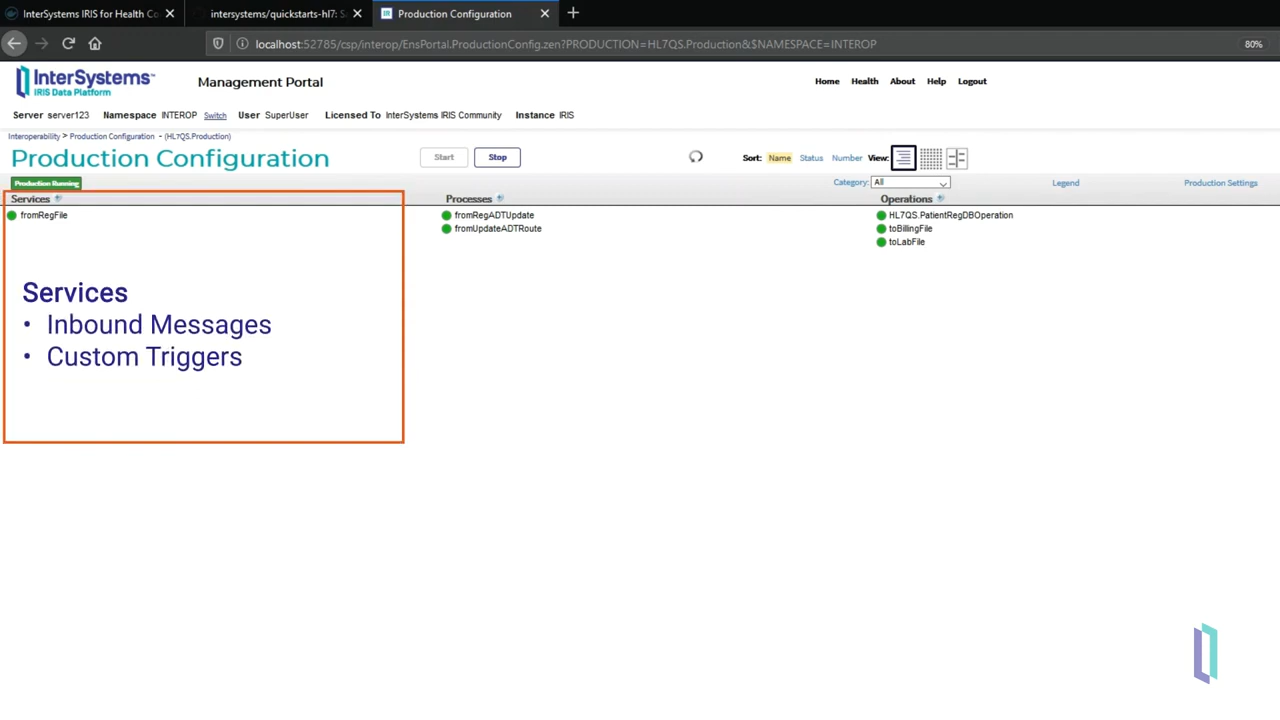 InterSystems IRIS for Health Co
intersystems/quickstarts-hl7: S
Production Configuration
localhost:52785/csp/interop/EnsPortal.ProductionConfig.zen?PRODUCTION=HL7QS.Production&$NAMESPACE=INTEROP
80%
InterSystems
IRIS Data Platform
Management Portal
Home Health About Help Logout
Server server123 Namespace INTEROP Switch User SuperUser Licensed To InterSystems IRIS Community Instance IRIS
Interoperability > Production Configuration - (HL7QS.Production)
Production Configuration
Start Stop
Sort: Name Status Number View:
Production Running
Category: All Legend Production Settings
Services Processes Operations
fromRegFile fromRegADTUpdate HL7QS.PatientRegDBOperation
fromUpdateADTRoute toBillingFile
toLabFile
Services
• Inbound Messages
• Custom Triggers